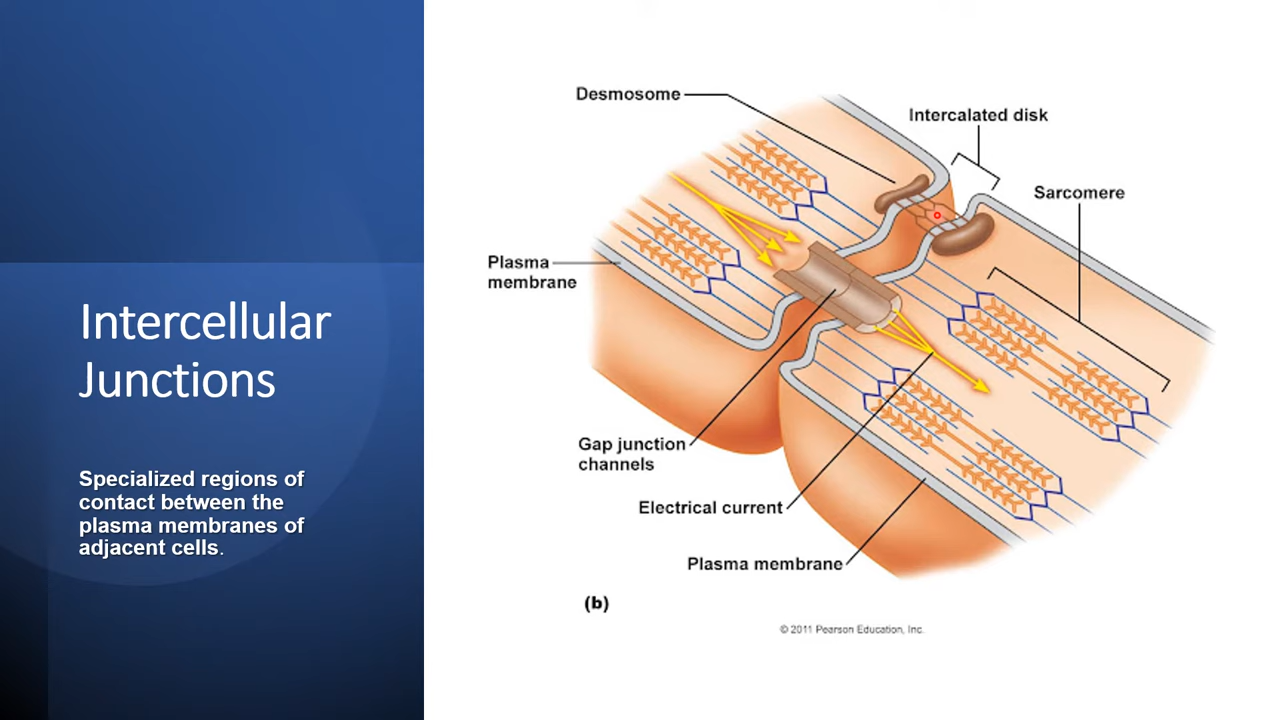 Intercellular
Junctions
Specialized regions of
contact between the
plasma membranes of
adjacent cells.
Desmosome
Intercalated disk
Sarcomere
Plasma
membrane
Gap junction
channels
Electrical current
Plasma membrane
(b)
© 2011 Pearson Education, Inc.